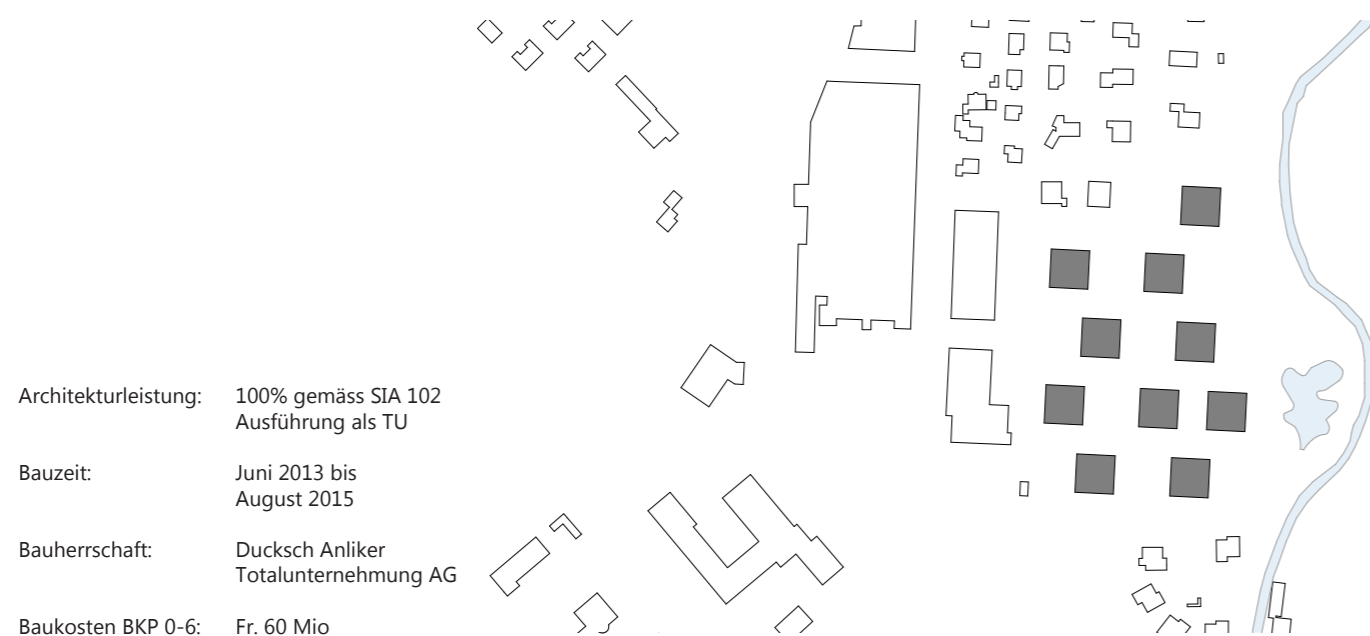 Architekturleistung: 100% gemäss SIA 102
Ausführung als TU
Bauzeit: Juni 2013 bis
August 2015
Bauherrschaft: Ducksch Anliker
Totalunternehmung AG
Baukosten BKP 0-6: Fr. 60 Mio